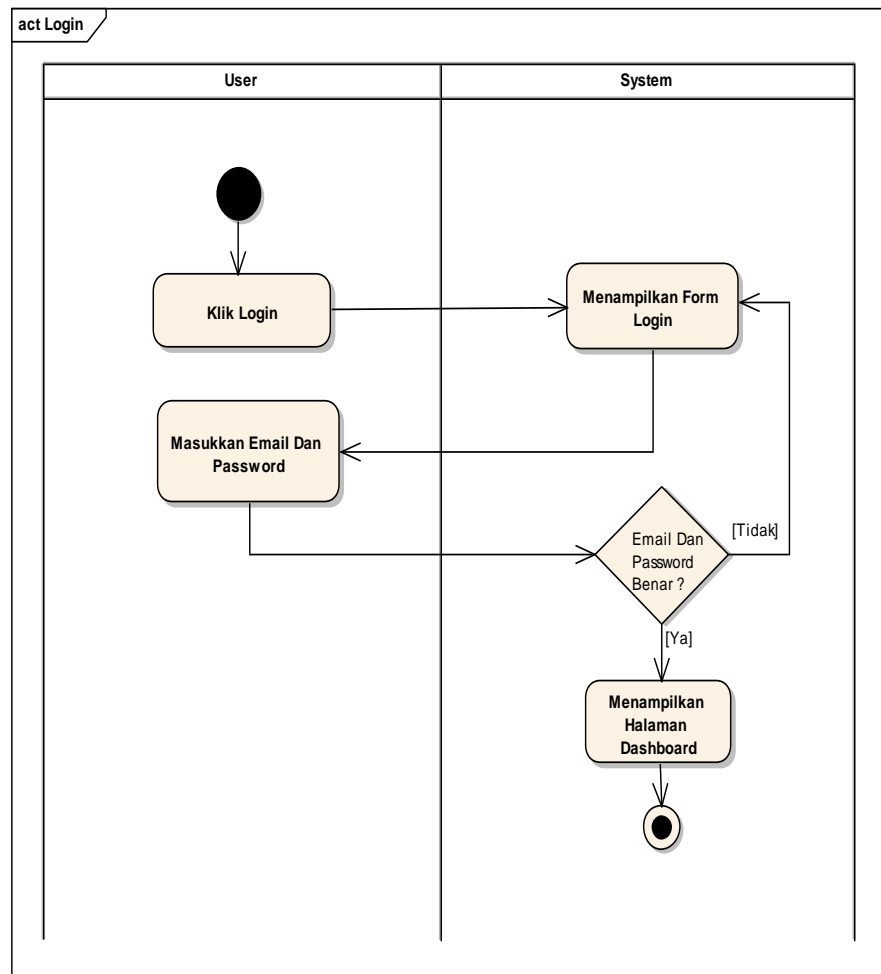 act Login
User
System
Klik Login
Menampilkan Form
Login
Masukkan Email Dan
Password
Email Dan
Password
Benar ?
[Tidak]
[Ya]
Menampilkan
Halaman
Dashboard